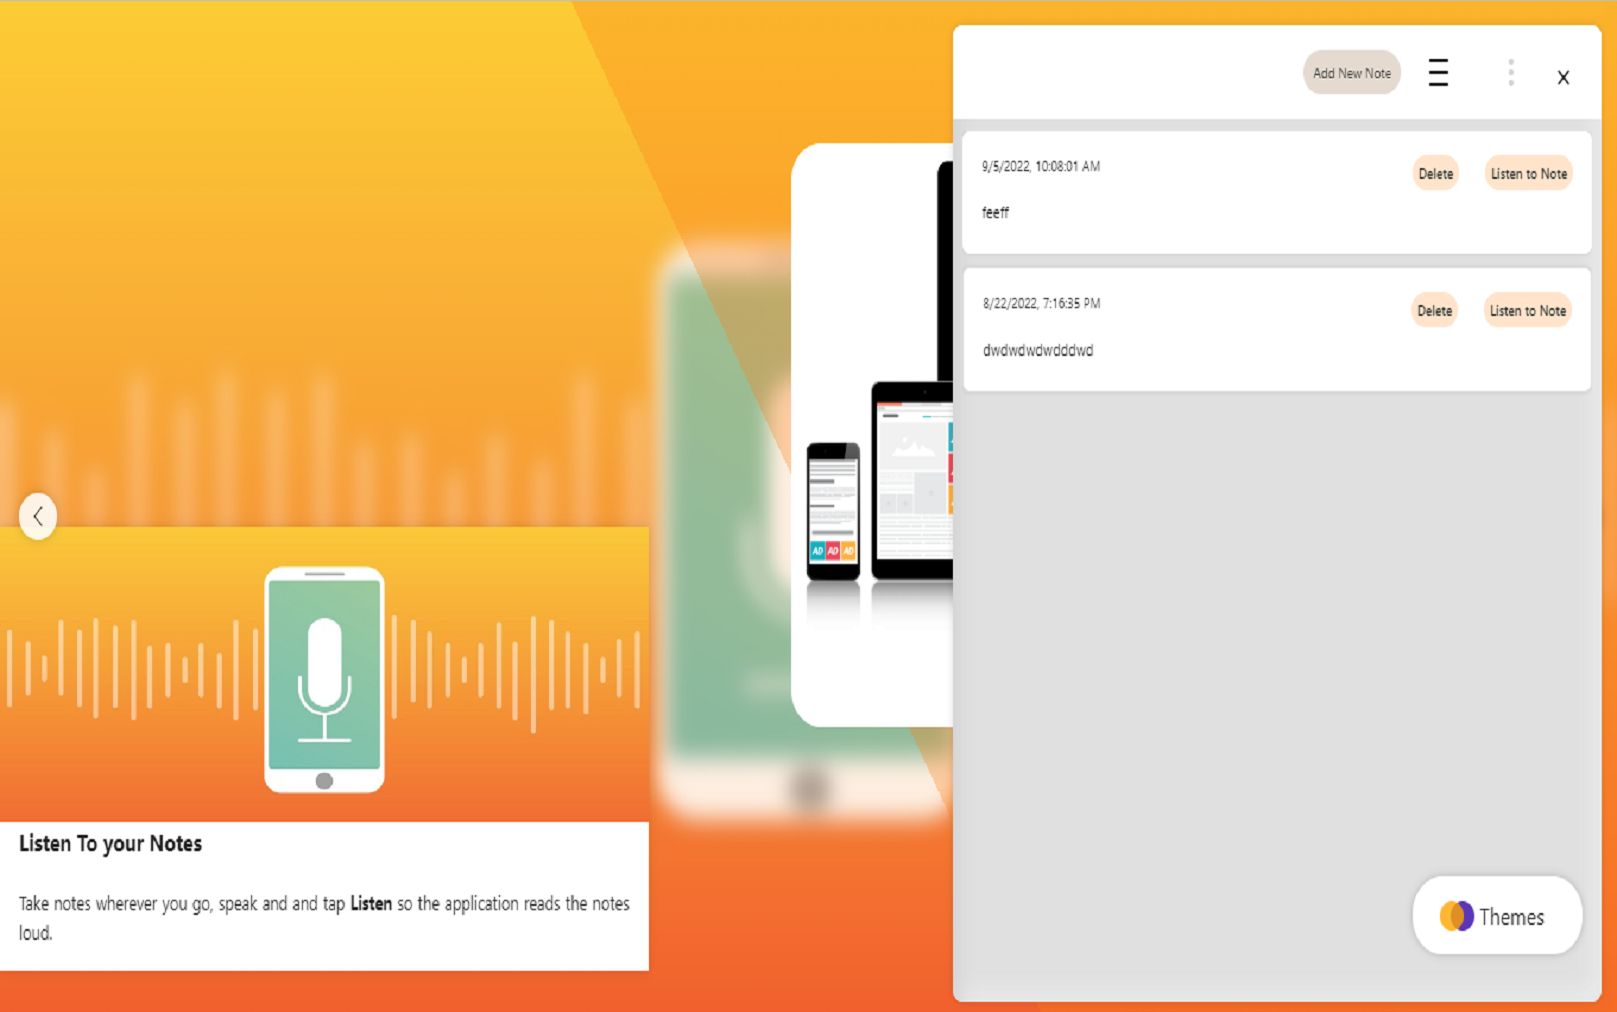 Add New Note
X
9/5/2022, 10:08:01 AM
Delete
Listen to Note
feeff
8/22/2022, 7:16:35 PM
Delete
Listen to Note
dwdwdwdwdddwd
AD AD AD
Listen To your Notes
Take notes wherever you go, speak and and tap Listen so the application reads the notes
loud.
Themes